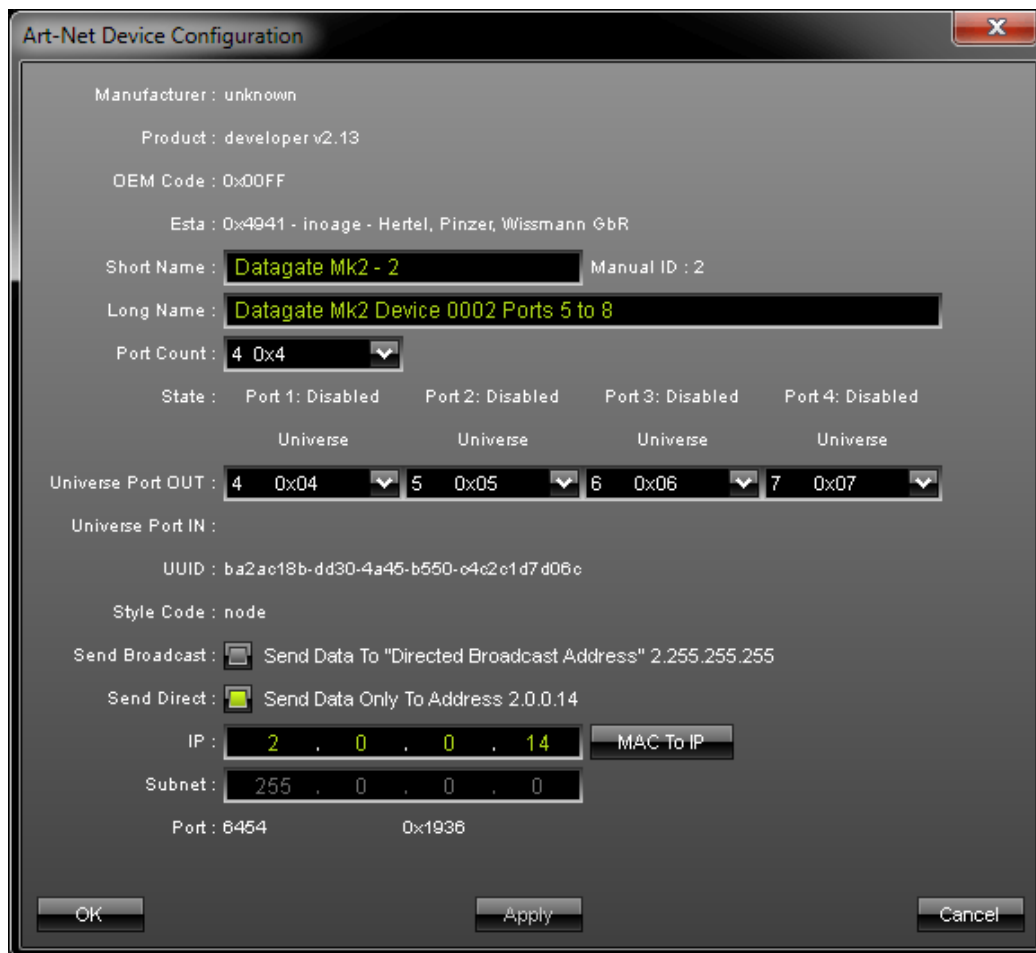 Art-Net Device Configuration
Manufacturer : unknown
Product : developer v2.13
OEM Code : 0x00FF
Esta : 0x4941 - inoage - Hertel, Pinzer, Wissmann GbR
Short Name : Datagate Mk2 - 2 Manual ID : 2
Long Name : Datagate Mk2 Device 0002 Ports 5 to 8
Port Count : 4 0x4
State : Port 1: Disabled Port 2: Disabled Port 3: Disabled Port 4: Disabled
Universe Universe Universe Universe
Universe Port OUT : 4 0x04 5 0x05 6 0x06 7 0x07
Universe Port IN :
UUID : ba2ac18b-dd30-4a45-b550-c4c2c1d7d06c
Style Code : node
Send Broadcast : Send Data To "Directed Broadcast Address" 2.255.255.255
Send Direct : Send Data Only To Address 2.0.0.14
IP : 2 . 0 . 0 . 14 MAC To IP
Subnet : 255 . 0 . 0 . 0
Port : 6454 0x1936
OK Apply Cancel